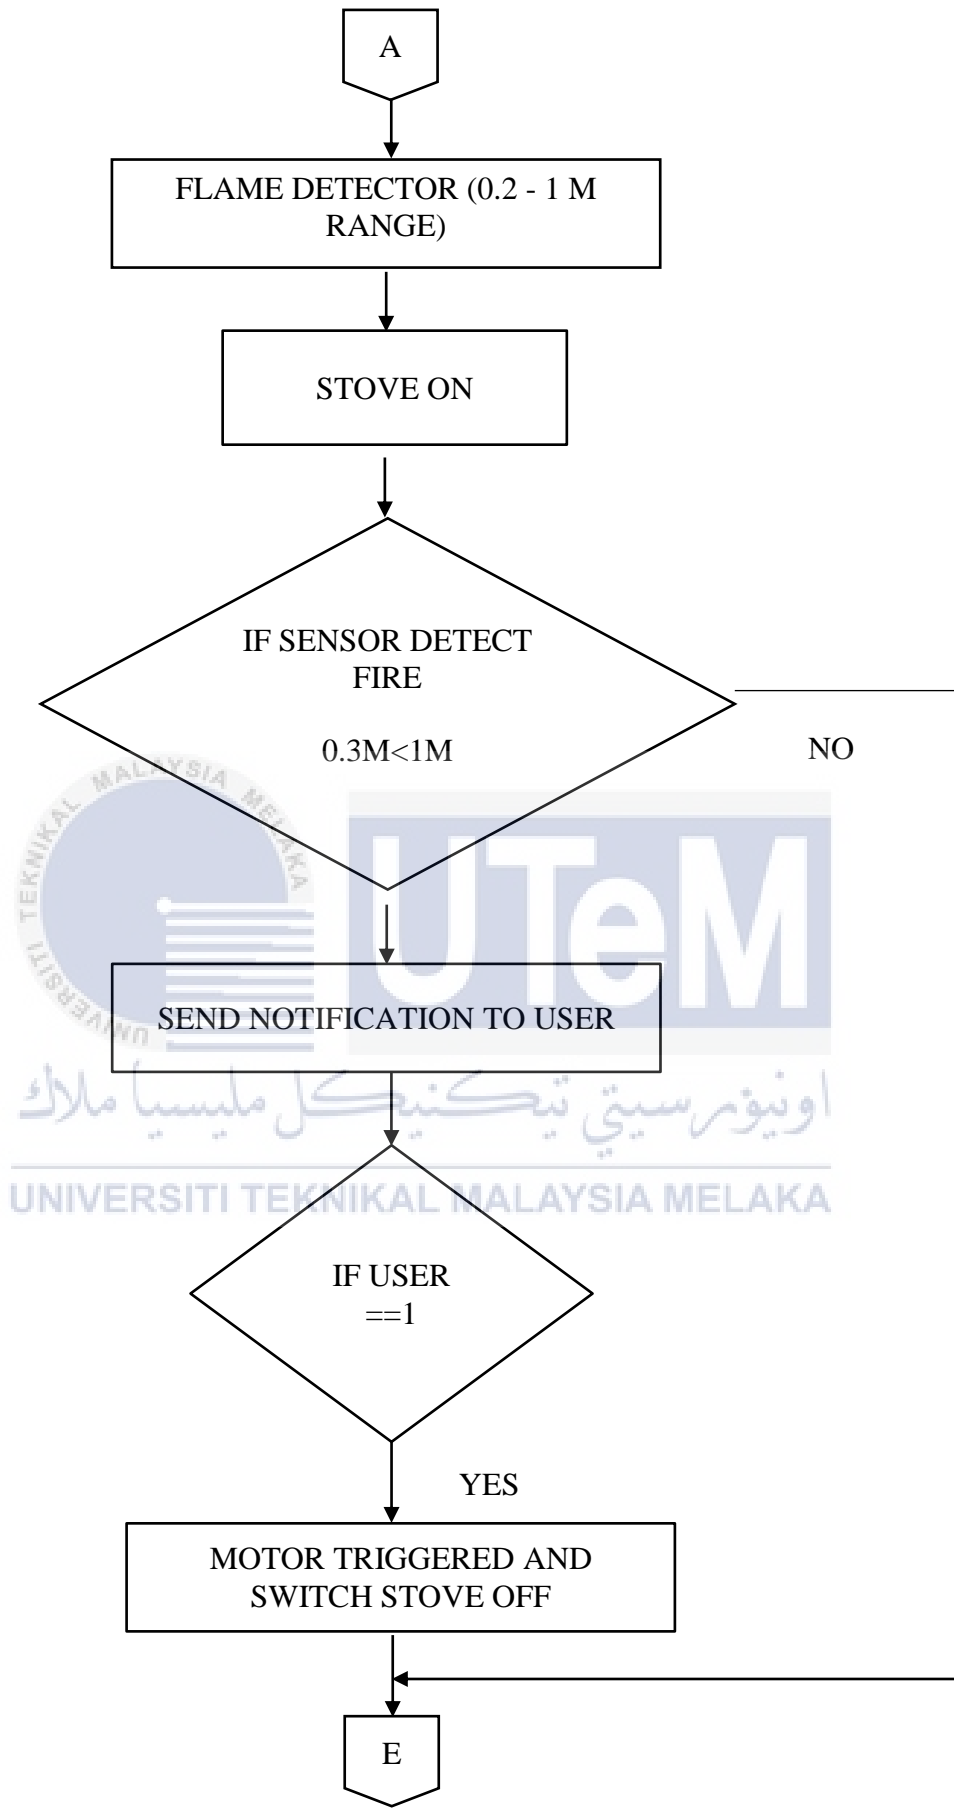 A
FLAME DETECTOR (0.2 - 1 M
RANGE)
STOVE ON
IF SENSOR DETECT
FIRE
0.3M<1M
NO
UNIVERSITI TEKNIKAL MALAYSIA MELAKA
UTeM
SEND NOTIFICATION TO USER
اونيۏرسيتي تيكنيكل مليسيا ملاك
UNIVERSITI TEKNIKAL MALAYSIA MELAKA
IF USER
==1
YES
MOTOR TRIGGERED AND
SWITCH STOVE OFF
E